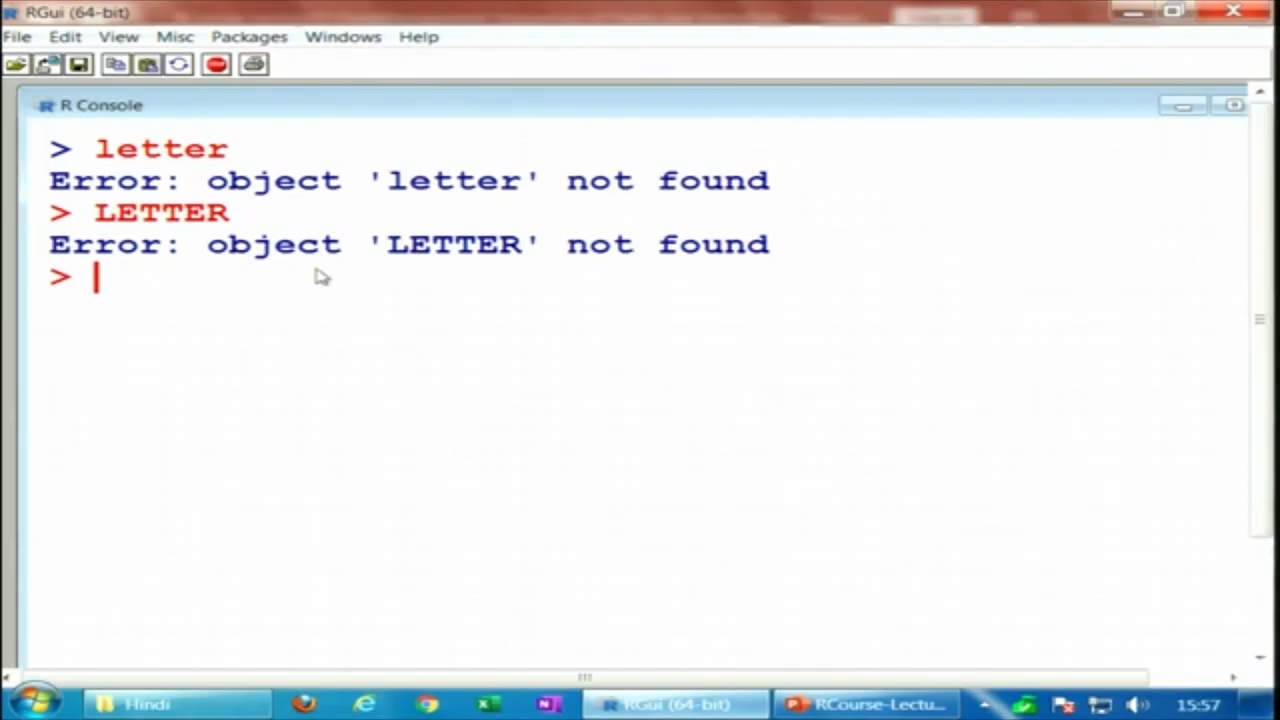 RGui (64-bit)
File Edit View Misc Packages Windows Help
STOP
R Console
> letter
Error: object 'letter' not found
> LETTER
Error: object 'LETTER' not found
>
Hindi RGui (64-bit) RCourse-Lectu... 15:57